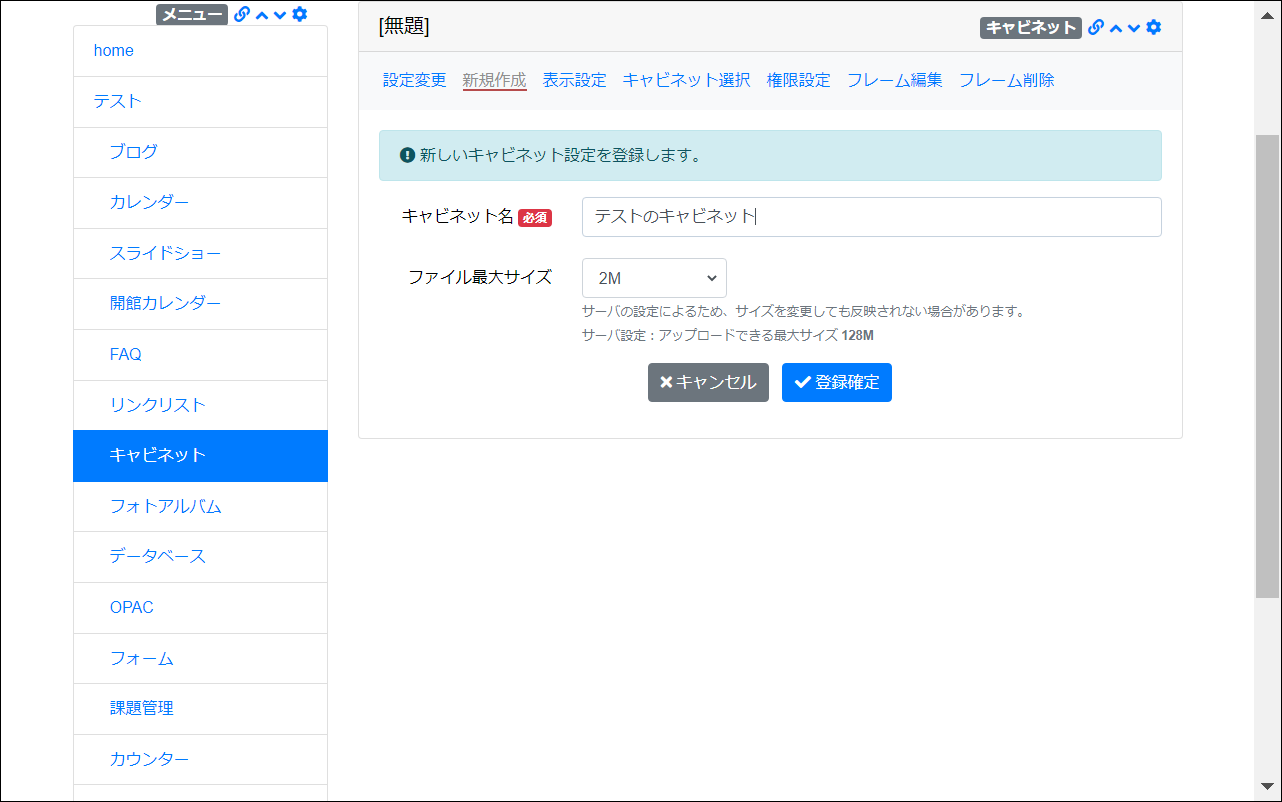 メニュー
home
テスト
ブログ
カレンダー
スライドショー
開館カレンダー
FAQ
リンクリスト
キャビネット
フォトアルバム
データベース
OPAC
フォーム
課題管理
カウンター
[無題]
キャビネット
設定変更 新規作成 表示設定 キャビネット選択 権限設定 フレーム編集 フレーム削除
新しいキャビネット設定を登録します。
キャビネット名 必須 テストのキャビネット
ファイル最大サイズ 2M
サーバの設定によるため、サイズを変更しても反映されない場合があります。
サーバ設定：アップロードできる最大サイズ 128M
キャンセル 登録確定